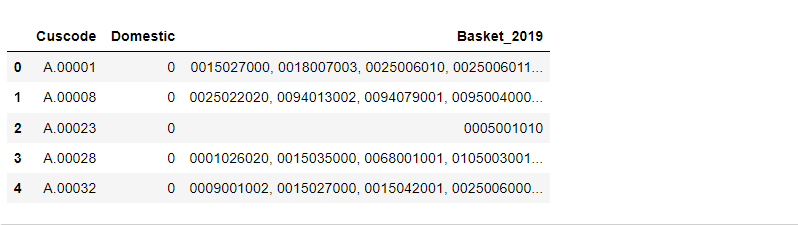 Cuscode Domestic Basket_2019
0 A.00001 0 0015027000, 0018007003, 0025006010, 0025006011...
1 A.00008 0 0025022020, 0094013002, 0094079001, 0095004000...
2 A.00023 0 0005001010
3 A.00028 0 0001026020, 0015035000, 0068001001, 0105003001...
4 A.00032 0 0009001002, 0015027000, 0015042001, 0025006000...